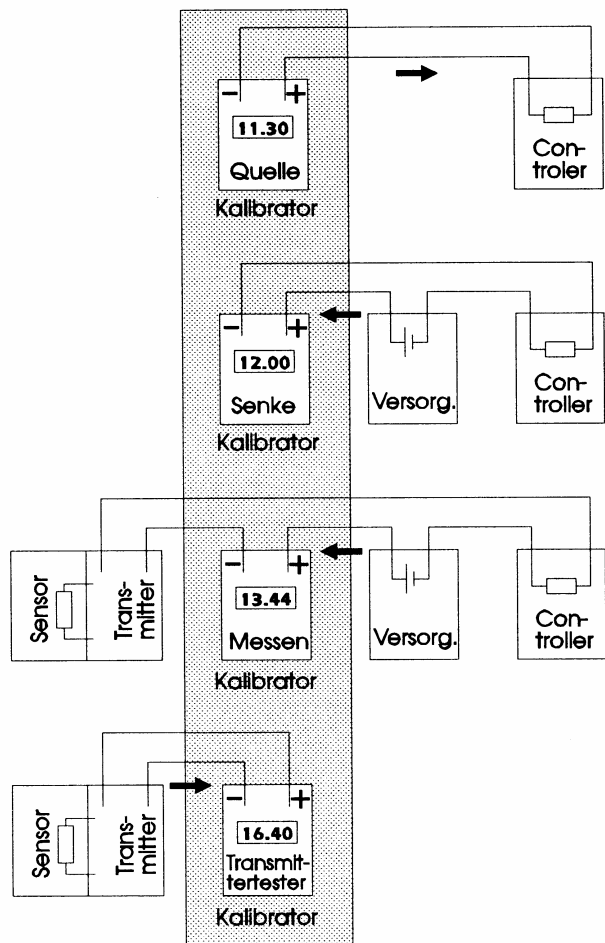 − +
11.30
Quelle
Kalibrator
Con-
troler
− +
12.00
Senke
Kalibrator
Versorg.
Con-
troller
Sensor
Trans-
mitter
− +
13.44
Messen
Kalibrator
Versorg.
Con-
troller
Sensor
Trans-
mitter
− +
16.40
Transmit-
tertester
Kalibrator